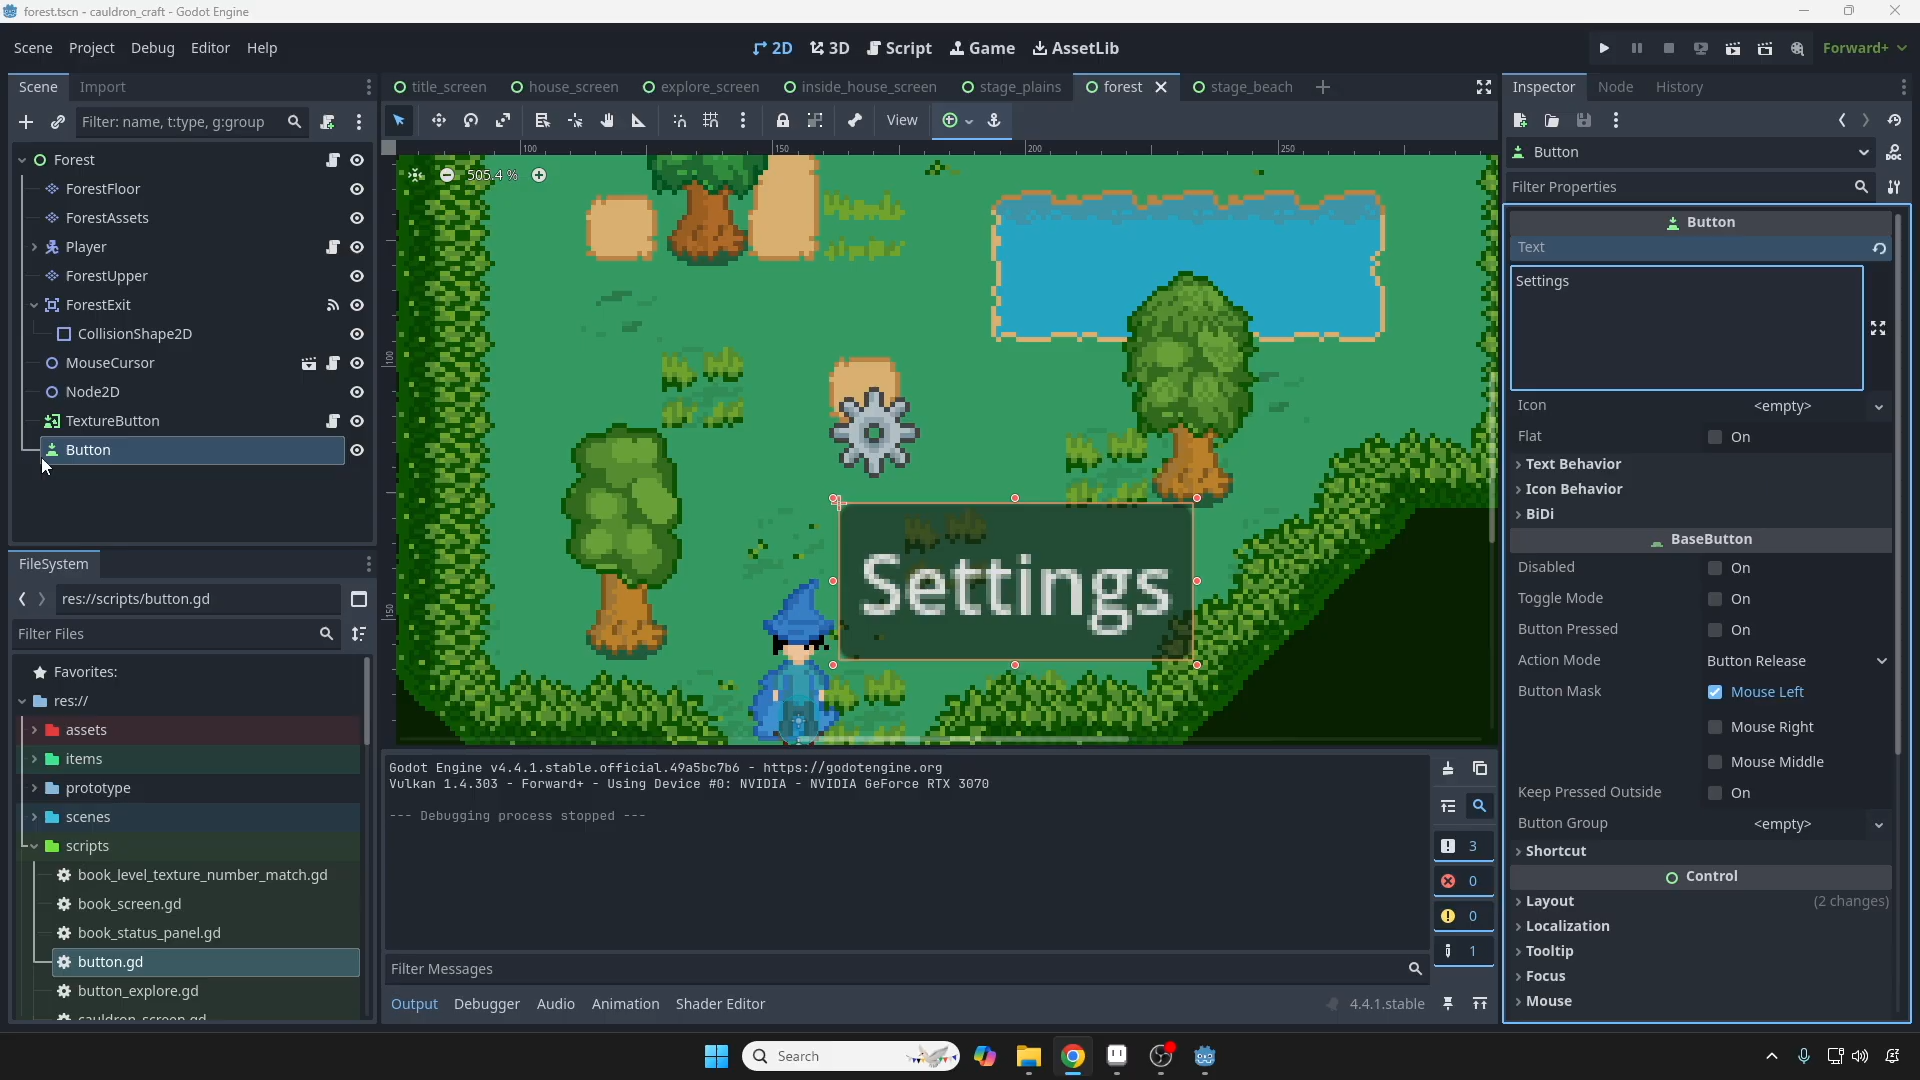 forest.tscn - cauldron_craft - Godot Engine
Scene Project Debug Editor Help
2D 3D Script Game AssetLib
Forward+
Scene Import
title_screen house_screen explore_screen inside_house_screen stage_plains forest stage_beach
Inspector Node History
Filter: name, t:type, g:group
View
Button
Filter Properties
100 150 200 250
505.4 %
Forest
ForestFloor
ForestAssets
Player
ForestUpper
ForestExit
CollisionShape2D
MouseCursor
Node2D
TextureButton
Button
100
150
Settings
Button
Text
Settings
Icon <empty>
Flat On
Text Behavior
Icon Behavior
BiDi
BaseButton
Disabled On
Toggle Mode On
Button Pressed On
Action Mode Button Release
Button Mask Mouse Left
Mouse Right
Mouse Middle
Keep Pressed Outside On
Button Group <empty>
Shortcut
Control
Layout (2 changes)
Localization
Tooltip
Focus
Mouse
FileSystem
res://scripts/button.gd
Filter Files
Favorites:
res://
assets
items
prototype
scenes
scripts
book_level_texture_number_match.gd
book_screen.gd
book_status_panel.gd
button.gd
button_explore.gd
cauldron_screen.gd
Godot Engine v4.4.1.stable.official.49a5bc7b6 - https://godotengine.org
Vulkan 1.4.303 - Forward+ - Using Device #0: NVIDIA - NVIDIA GeForce RTX 3070
--- Debugging process stopped ---
3
0
0
1
Filter Messages
Output Debugger Audio Animation Shader Editor
4.4.1.stable
Search